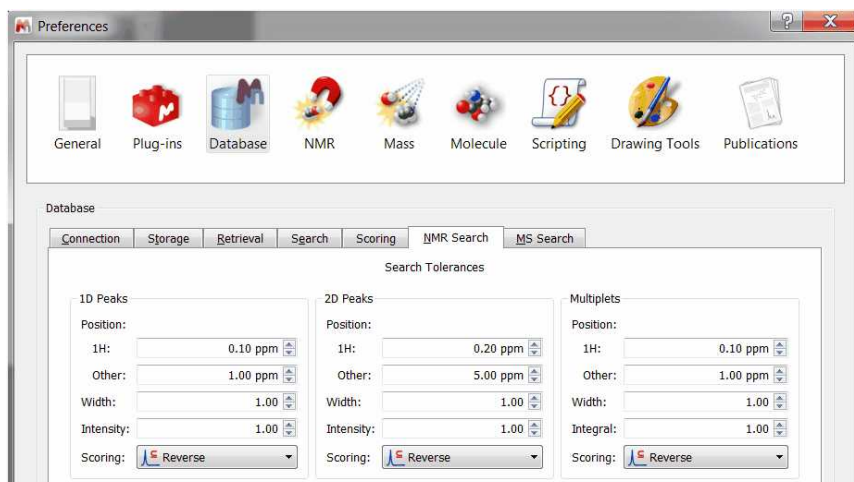 Preferences
General Plug-ins Database NMR Mass Molecule Scripting Drawing Tools Publications
Database
Connection Storage Retrieval Search Scoring NMR Search MS Search
Search Tolerances
1D Peaks 2D Peaks Multiplets
Position: Position: Position:
1H: 0.10 ppm 1H: 0.20 ppm 1H: 0.10 ppm
Other: 1.00 ppm Other: 5.00 ppm Other: 1.00 ppm
Width: 1.00 Width: 1.00 Width: 1.00
Intensity: 1.00 Intensity: 1.00 Integral: 1.00
Scoring: Reverse Scoring: Reverse Scoring: Reverse